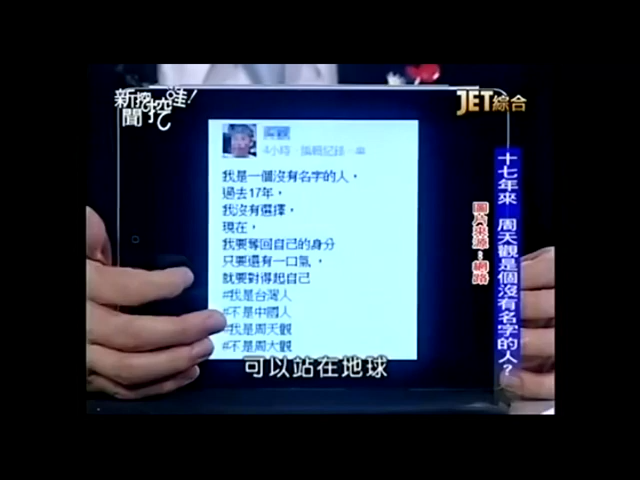 新聞挖挖哇!
JET綜合
周觀
4小時 · 編輯記錄 ·
我是一個沒有名字的人,
過去17年,
我沒有選擇,
現在,
我要奪回自己的身分
只要還有一口氣,
就要對得起自己
#我是台灣人
#不是中國人
#我是周天觀
#不是周大觀
十七年來 周天觀是個沒有名字的人?
圖片來源:網路
可以站在地球